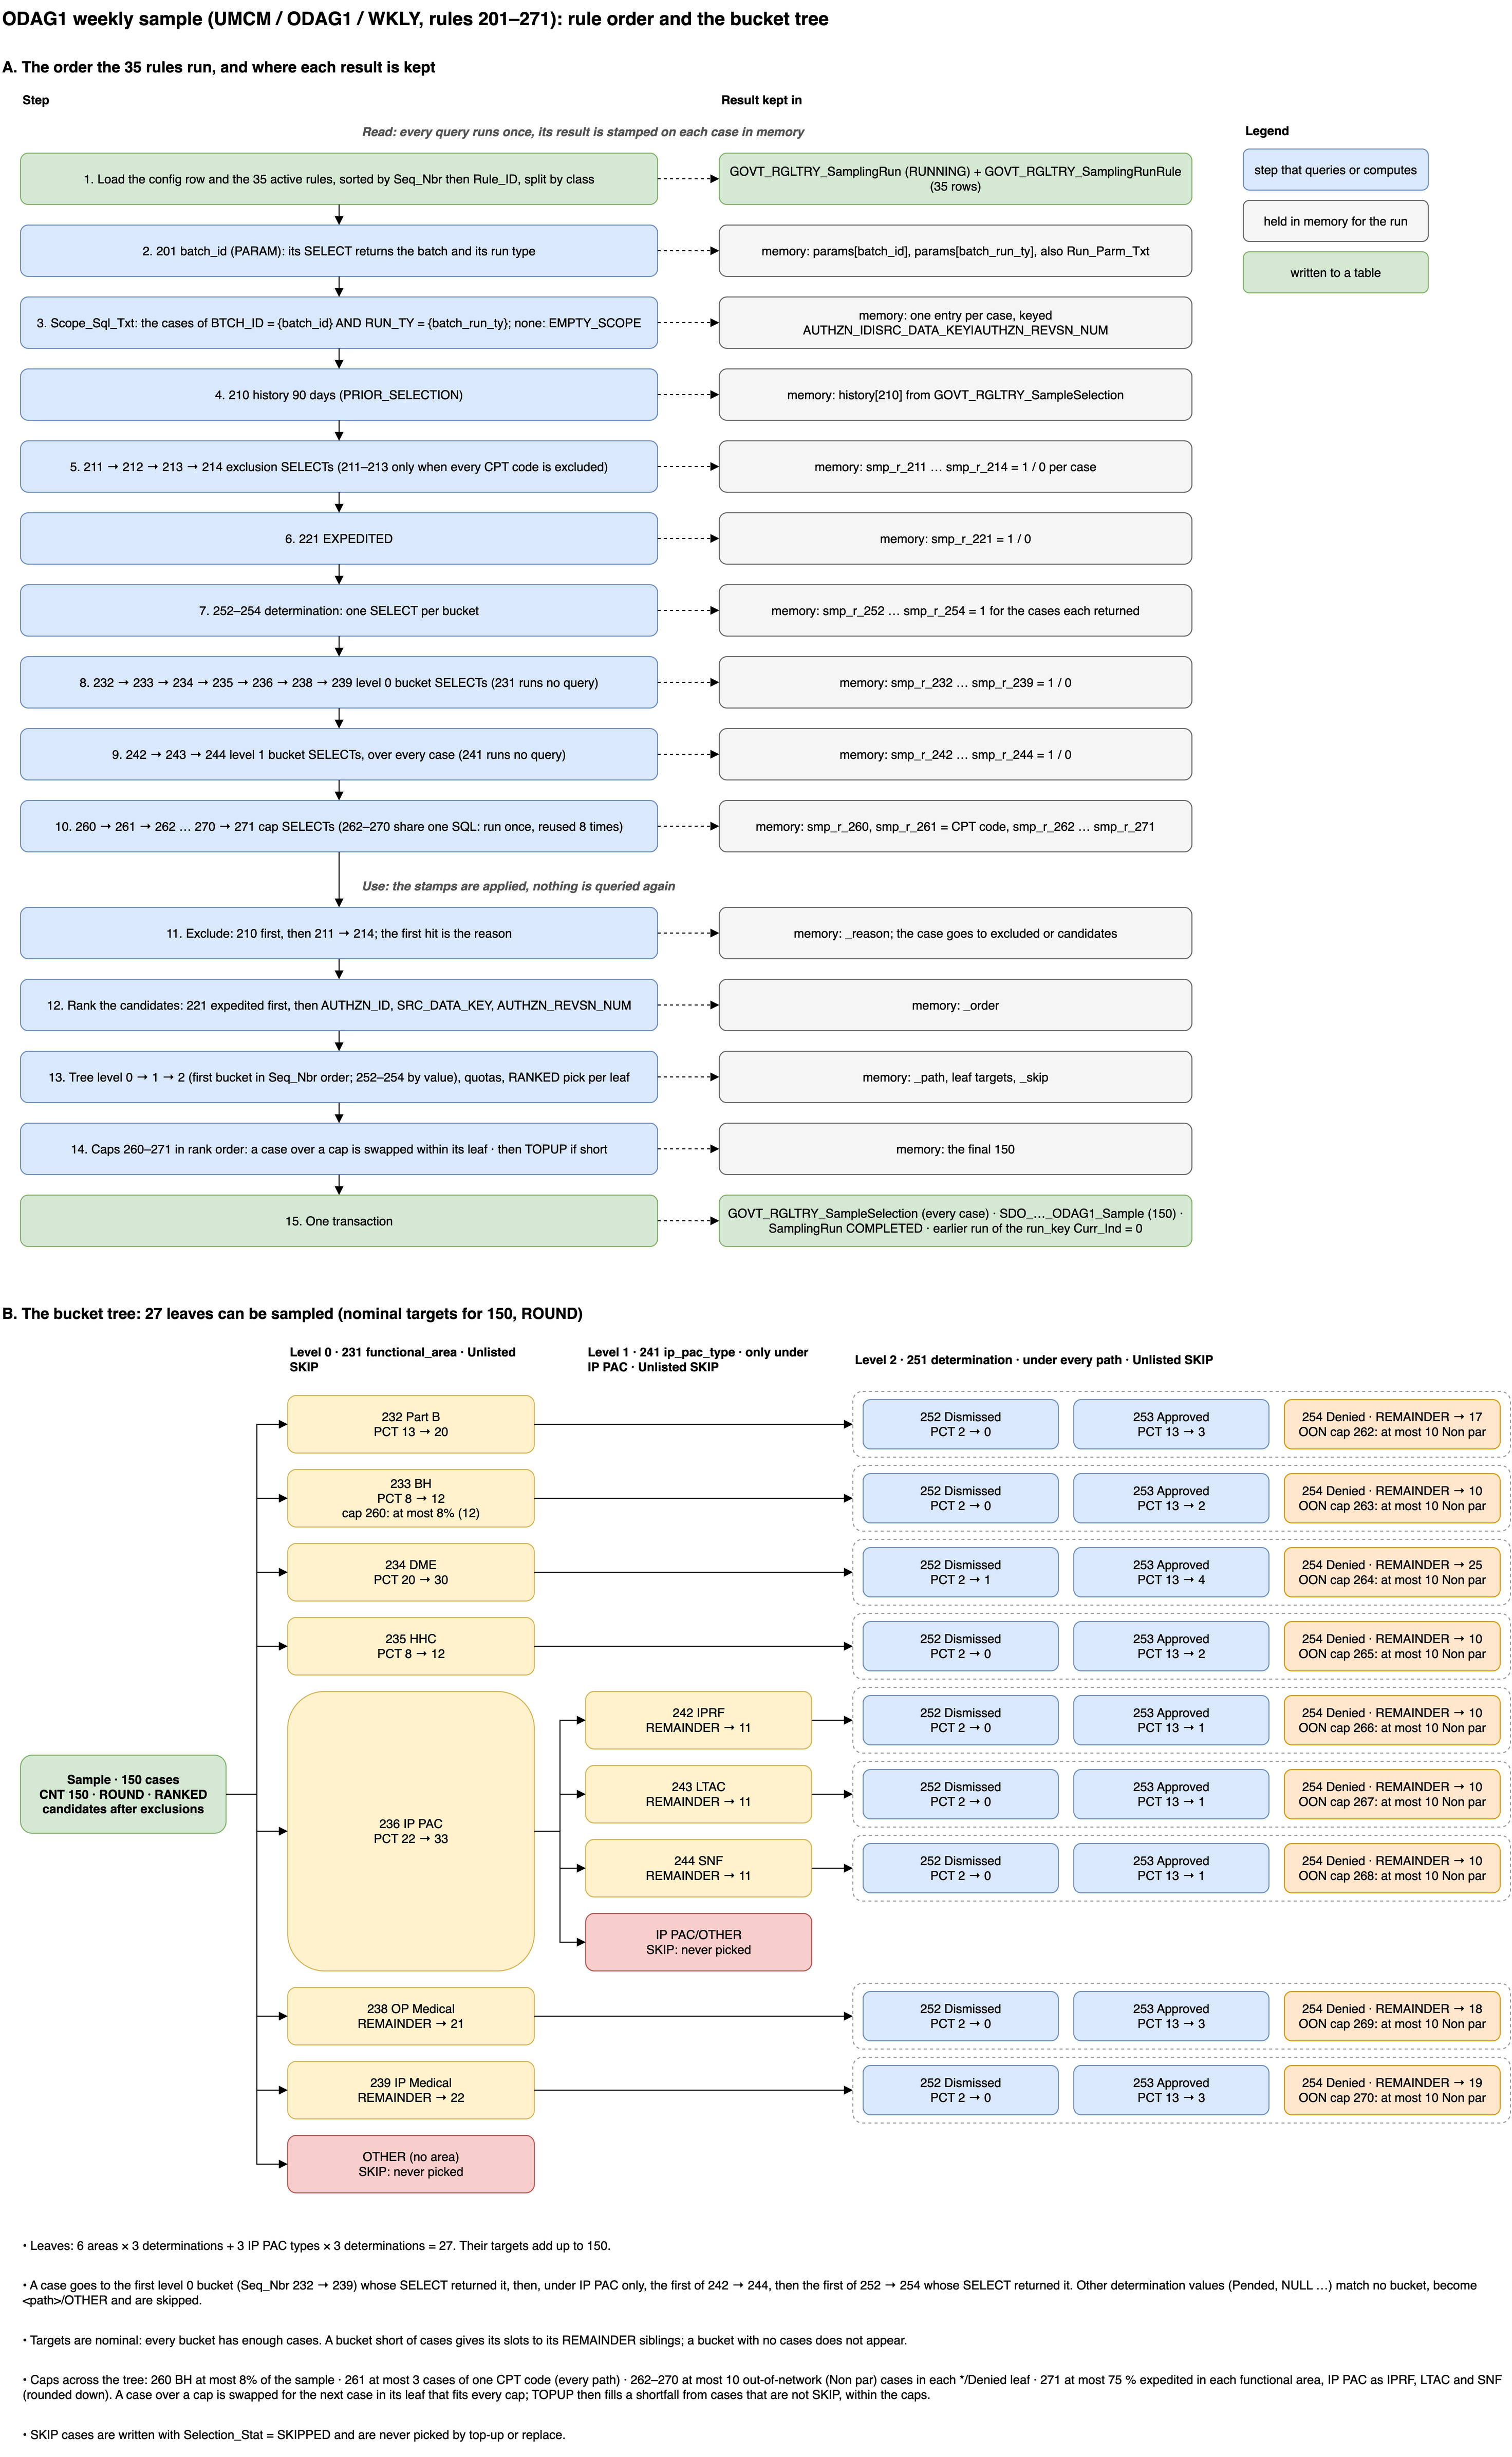 ODAG1 weekly sample (UMCM / ODAG1 / WKLY, rules 201–271): rule order and the bucket tree
A. The order the 35 rules run, and where each result is kept
Step
Result kept in
Read: every query runs once, its result is stamped on each case in memory
Legend
step that queries or computes
held in memory for the run
written to a table
1. Load the config row and the 35 active rules, sorted by Seq_Nbr then Rule_ID, split by class
GOVT_RGLTRY_SamplingRun (RUNNING) + GOVT_RGLTRY_SamplingRunRule
(35 rows)
2. 201 batch_id (PARAM): its SELECT returns the batch and its run type
memory: params[batch_id], params[batch_run_ty], also Run_Parm_Txt
3. Scope_Sql_Txt: the cases of BTCH_ID = {batch_id} AND RUN_TY = {batch_run_ty}; none: EMPTY_SCOPE
memory: one entry per case, keyed
AUTHZN_ID|SRC_DATA_KEY|AUTHZN_REVSN_NUM
4. 210 history 90 days (PRIOR_SELECTION)
memory: history[210] from GOVT_RGLTRY_SampleSelection
5. 211 → 212 → 213 → 214 exclusion SELECTs (211–213 only when every CPT code is excluded)
memory: smp_r_211 … smp_r_214 = 1 / 0 per case
6. 221 EXPEDITED
memory: smp_r_221 = 1 / 0
7. 252–254 determination: one SELECT per bucket
memory: smp_r_252 … smp_r_254 = 1 for the cases each returned
8. 232 → 233 → 234 → 235 → 236 → 238 → 239 level 0 bucket SELECTs (231 runs no query)
memory: smp_r_232 … smp_r_239 = 1 / 0
9. 242 → 243 → 244 level 1 bucket SELECTs, over every case (241 runs no query)
memory: smp_r_242 … smp_r_244 = 1 / 0
10. 260 → 261 → 262 … 270 → 271 cap SELECTs (262–270 share one SQL: run once, reused 8 times)
memory: smp_r_260, smp_r_261 = CPT code, smp_r_262 … smp_r_271
Use: the stamps are applied, nothing is queried again
11. Exclude: 210 first, then 211 → 214; the first hit is the reason
memory: _reason; the case goes to excluded or candidates
12. Rank the candidates: 221 expedited first, then AUTHZN_ID, SRC_DATA_KEY, AUTHZN_REVSN_NUM
memory: _order
13. Tree level 0 → 1 → 2 (first bucket in Seq_Nbr order; 252–254 by value), quotas, RANKED pick per leaf
memory: _path, leaf targets, _skip
14. Caps 260–271 in rank order: a case over a cap is swapped within its leaf · then TOPUP if short
memory: the final 150
15. One transaction
GOVT_RGLTRY_SampleSelection (every case) · SDO_…_ODAG1_Sample (150) ·
SamplingRun COMPLETED · earlier run of the run_key Curr_Ind = 0
B. The bucket tree: 27 leaves can be sampled (nominal targets for 150, ROUND)
Level 0 · 231 functional_area · Unlisted
SKIP
Level 1 · 241 ip_pac_type · only under
IP PAC · Unlisted SKIP
Level 2 · 251 determination · under every path · Unlisted SKIP
Sample · 150 cases
CNT 150 · ROUND · RANKED
candidates after exclusions
232 Part B
PCT 13 → 20
252 Dismissed
PCT 2 → 0
253 Approved
PCT 13 → 3
254 Denied · REMAINDER → 17
OON cap 262: at most 10 Non par
233 BH
PCT 8 → 12
cap 260: at most 8% (12)
252 Dismissed
PCT 2 → 0
253 Approved
PCT 13 → 2
254 Denied · REMAINDER → 10
OON cap 263: at most 10 Non par
234 DME
PCT 20 → 30
252 Dismissed
PCT 2 → 1
253 Approved
PCT 13 → 4
254 Denied · REMAINDER → 25
OON cap 264: at most 10 Non par
235 HHC
PCT 8 → 12
252 Dismissed
PCT 2 → 0
253 Approved
PCT 13 → 2
254 Denied · REMAINDER → 10
OON cap 265: at most 10 Non par
236 IP PAC
PCT 22 → 33
242 IPRF
REMAINDER → 11
252 Dismissed
PCT 2 → 0
253 Approved
PCT 13 → 1
254 Denied · REMAINDER → 10
OON cap 266: at most 10 Non par
243 LTAC
REMAINDER → 11
252 Dismissed
PCT 2 → 0
253 Approved
PCT 13 → 1
254 Denied · REMAINDER → 10
OON cap 267: at most 10 Non par
244 SNF
REMAINDER → 11
252 Dismissed
PCT 2 → 0
253 Approved
PCT 13 → 1
254 Denied · REMAINDER → 10
OON cap 268: at most 10 Non par
IP PAC/OTHER
SKIP: never picked
238 OP Medical
REMAINDER → 21
252 Dismissed
PCT 2 → 0
253 Approved
PCT 13 → 3
254 Denied · REMAINDER → 18
OON cap 269: at most 10 Non par
239 IP Medical
REMAINDER → 22
252 Dismissed
PCT 2 → 0
253 Approved
PCT 13 → 3
254 Denied · REMAINDER → 19
OON cap 270: at most 10 Non par
OTHER (no area)
SKIP: never picked
• Leaves: 6 areas × 3 determinations + 3 IP PAC types × 3 determinations = 27. Their targets add up to 150.
• A case goes to the first level 0 bucket (Seq_Nbr 232 → 239) whose SELECT returned it, then, under IP PAC only, the first of 242 → 244, then the first of 252 → 254 whose SELECT returned it. Other determination values (Pended, NULL …) match no bucket, become
<path>/OTHER and are skipped.
• Targets are nominal: every bucket has enough cases. A bucket short of cases gives its slots to its REMAINDER siblings; a bucket with no cases does not appear.
• Caps across the tree: 260 BH at most 8% of the sample · 261 at most 3 cases of one CPT code (every path) · 262–270 at most 10 out-of-network (Non par) cases in each */Denied leaf · 271 at most 75 % expedited in each functional area, IP PAC as IPRF, LTAC and SNF
(rounded down). A case over a cap is swapped for the next case in its leaf that fits every cap; TOPUP then fills a shortfall from cases that are not SKIP, within the caps.
• SKIP cases are written with Selection_Stat = SKIPPED and are never picked by top-up or replace.